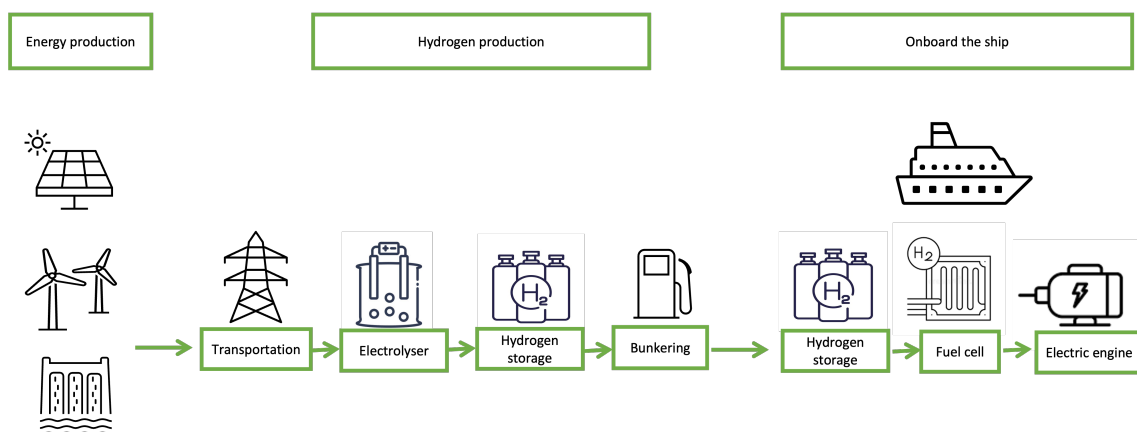 Energy production
Hydrogen production
Onboard the ship
H2
H2
H2
Transportation
Electrolyser
Hydrogen
storage
Bunkering
Hydrogen
storage
Fuel cell
Electric engine